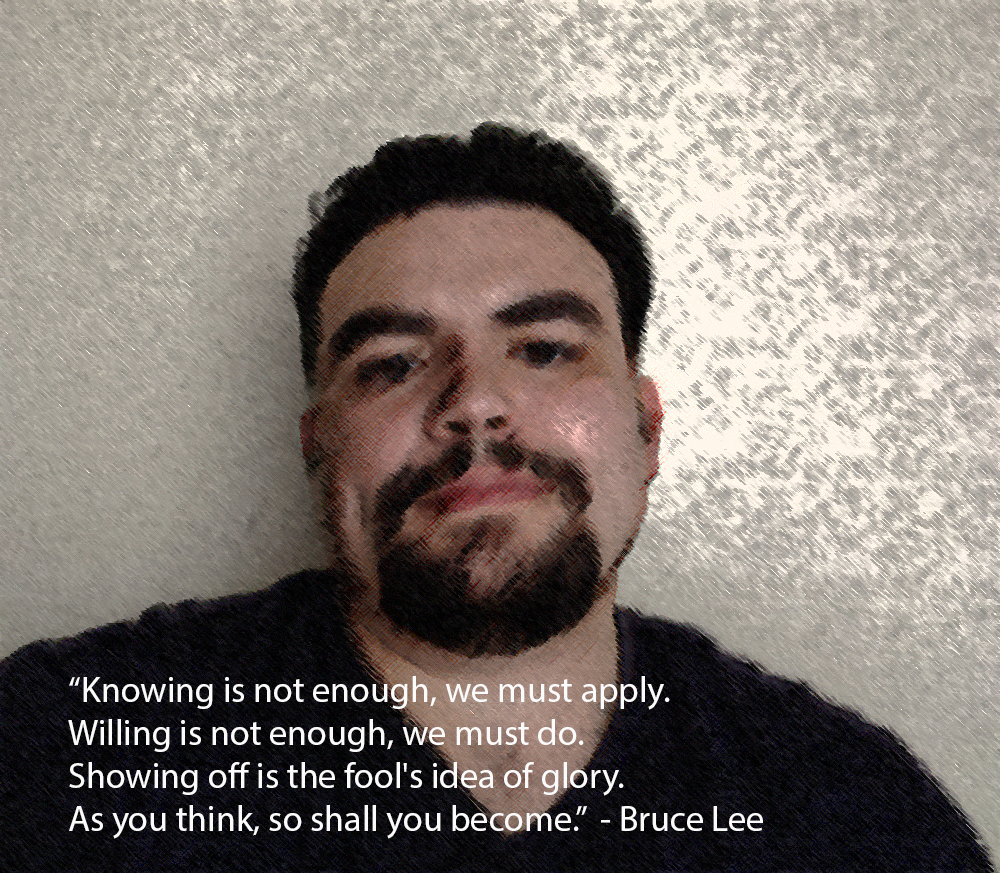 “Knowing is not enough, we must apply.
Willing is not enough, we must do.
Showing off is the fool's idea of glory.
As you think, so shall you become.” - Bruce Lee